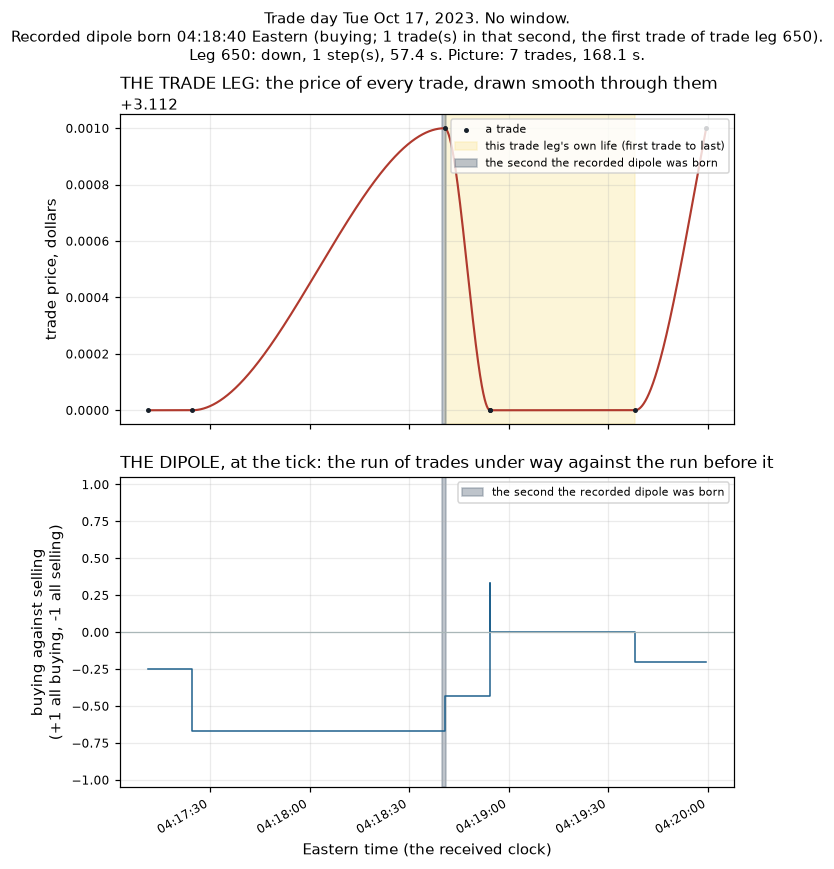 Trade day Tue Oct 17, 2023. No window.
Recorded dipole born 04:18:40 Eastern (buying; 1 trade(s) in that second, the first trade of trade leg 650).
Leg 650: down, 1 step(s), 57.4 s. Picture: 7 trades, 168.1 s.
THE TRADE LEG: the price of every trade, drawn smooth through them
+3.112
0.0010
0.0008
0.0006
0.0004
0.0002
0.0000
trade price, dollars
a trade
this trade leg's own life (first trade to last)
the second the recorded dipole was born
THE DIPOLE, at the tick: the run of trades under way against the run before it
1.00
0.75
0.50
0.25
0.00
−0.25
−0.50
−0.75
−1.00
buying against selling
(+1 all buying, -1 all selling)
the second the recorded dipole was born
04:17:30
04:18:00
04:18:30
04:19:00
04:19:30
04:20:00
Eastern time (the received clock)